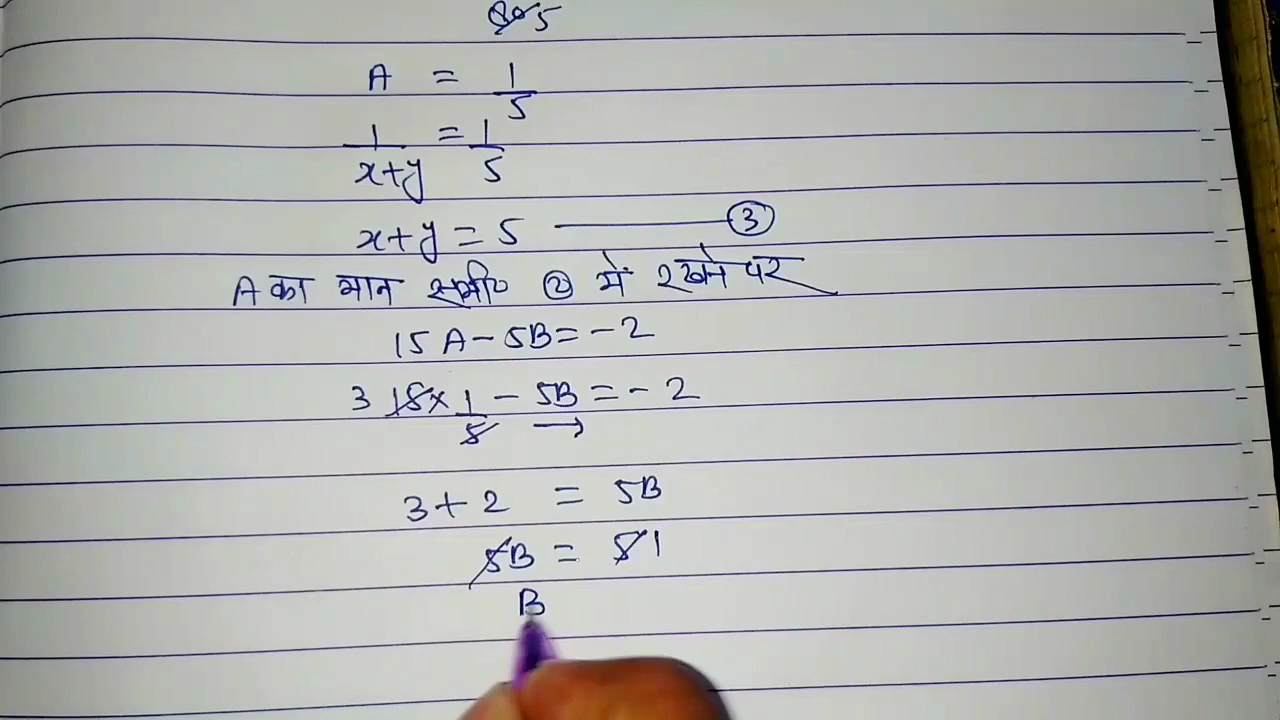 5
A = 1/5
1/(x+y) = 1/5
x+y = 5 ——— ③
A का मान समी० ② में रखने पर
15A - 5B = -2
3 15 × 1/5 - 5B = -2
→
3+2 = 5B
5B = 5 1
B